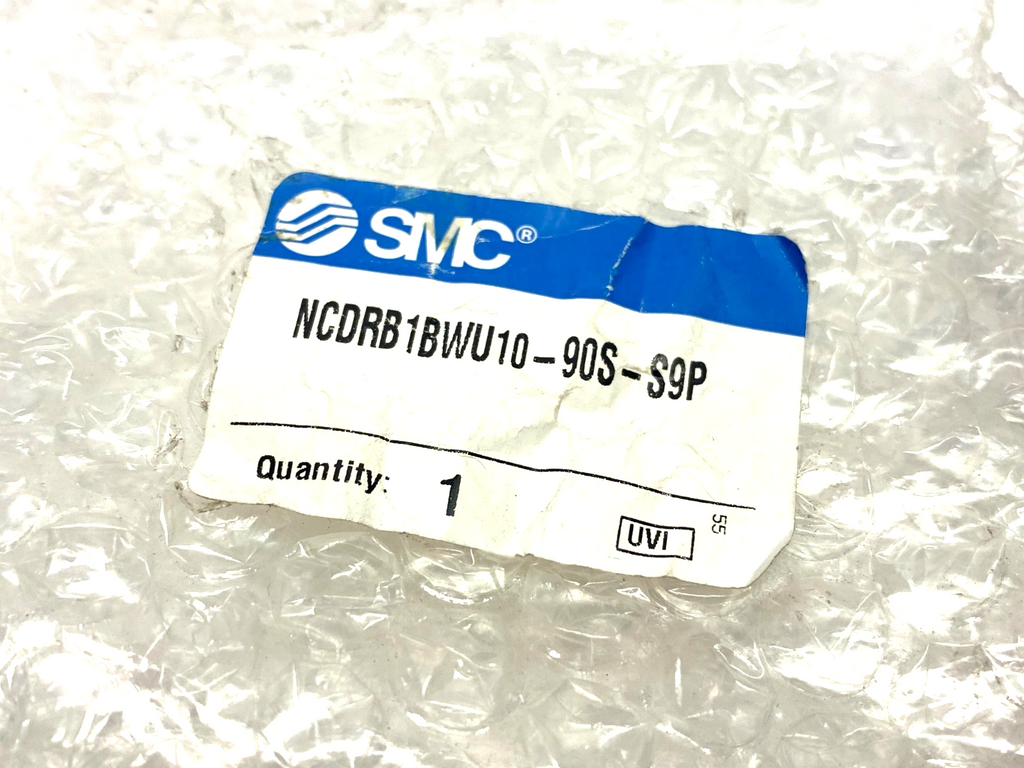 SMC®
NCDRB1BWU10-90S-S9P
Quantity: 1
UVI
55